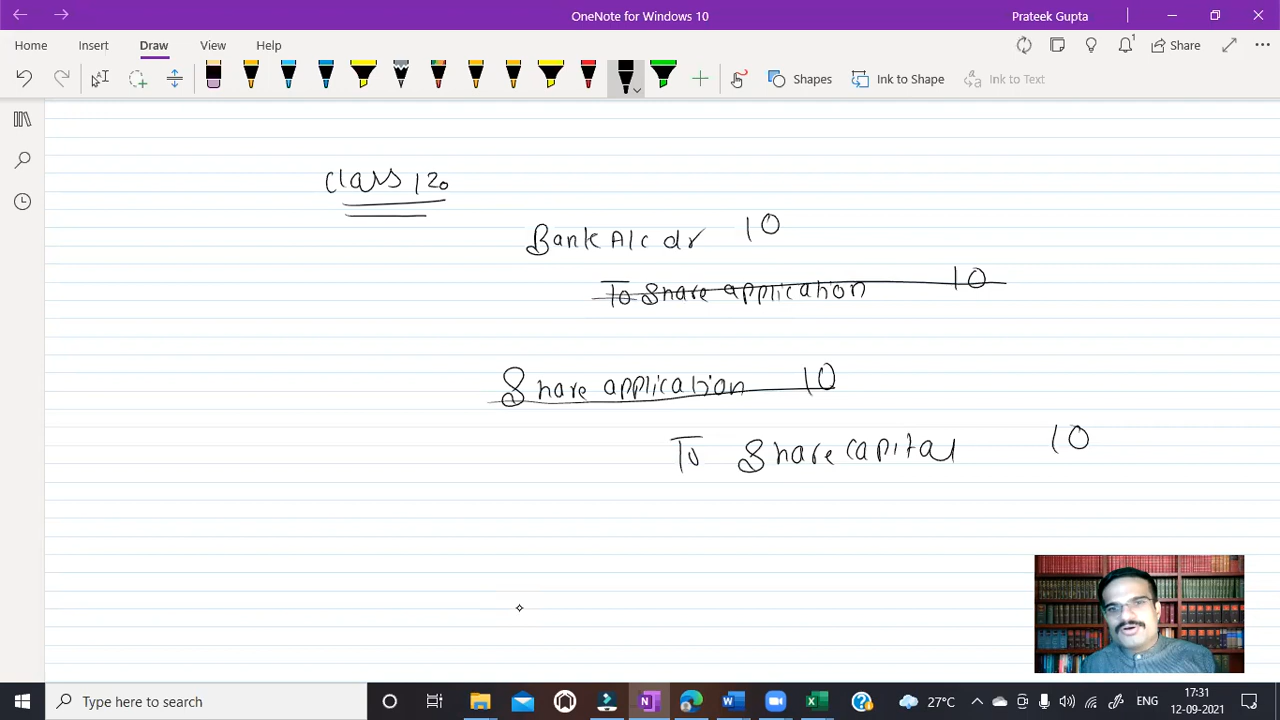 OneNote for Windows 10
Prateek Gupta
Home Insert Draw View Help
Share
Shapes Ink to Shape Ink to Text
Class 120
Bank A/c dr 10
To Share application 10
Share application 10
To Share capital 10
Type here to search
27°C ENG 17:31
12-09-2021